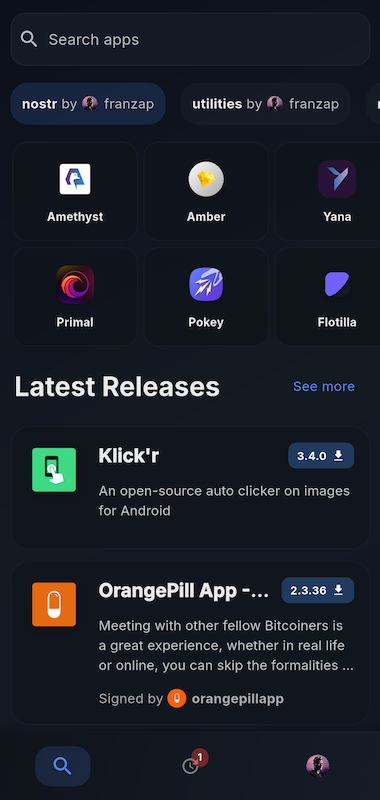 Search apps
nostr by franzap
utilities by franzap
Amethyst
Amber
Yana
Primal
Pokey
Flotilla
Latest Releases
See more
Klick'r
3.4.0
An open-source auto clicker on images
for Android
OrangePill App -...
2.3.36
Meeting with other fellow Bitcoiners is
a great experience, whether in real life
or online, you can skip the formalities ...
Signed by orangepillapp
1